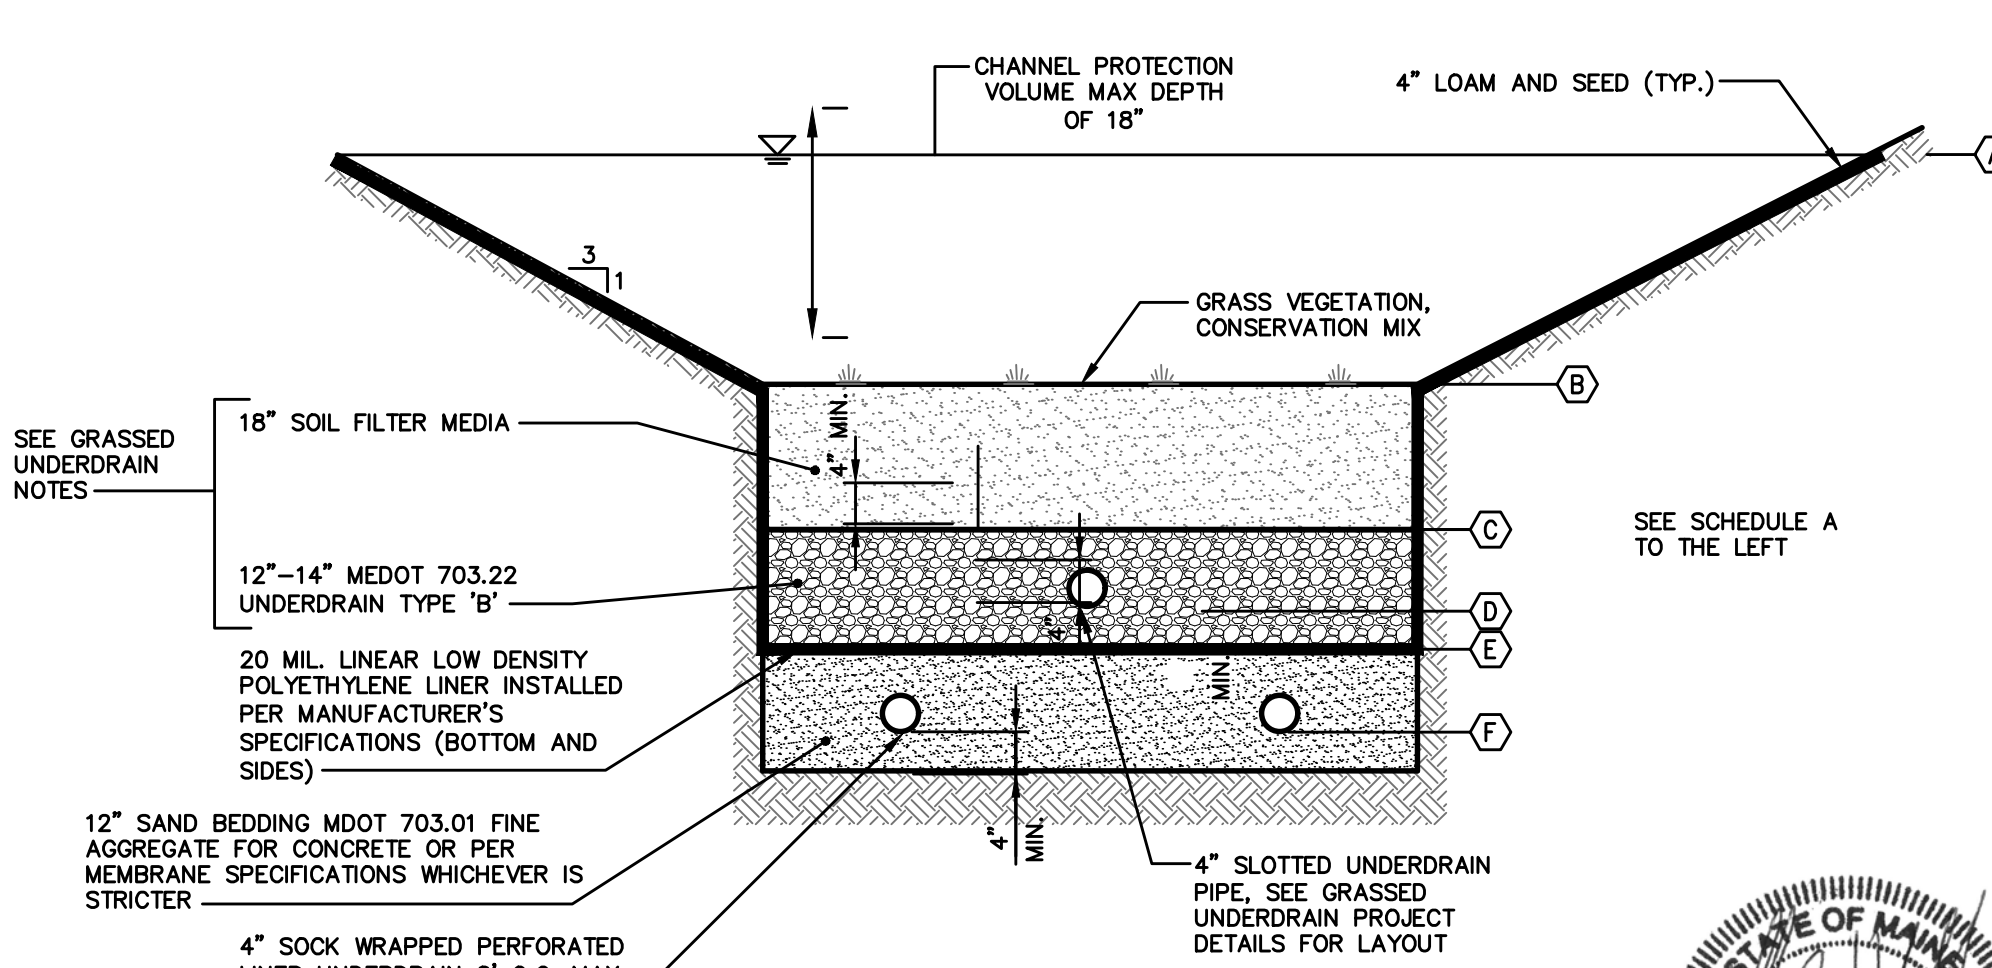 CHANNEL PROTECTION
VOLUME MAX DEPTH
OF 18"
4" LOAM AND SEED (TYP.)
A
3
1
GRASS VEGETATION,
CONSERVATION MIX
B
18" SOIL FILTER MEDIA
4" MIN.
SEE GRASSED
UNDERDRAIN
NOTES
C
SEE SCHEDULE A
TO THE LEFT
12"-14" MEDOT 703.22
UNDERDRAIN TYPE 'B'
D
4"
E
MIN.
20 MIL. LINEAR LOW DENSITY
POLYETHYLENE LINER INSTALLED
PER MANUFACTURER'S
SPECIFICATIONS (BOTTOM AND
SIDES)
F
12" SAND BEDDING MDOT 703.01 FINE
AGGREGATE FOR CONCRETE OR PER
MEMBRANE SPECIFICATIONS WHICHEVER IS
STRICTER
4"
MIN.
4" SLOTTED UNDERDRAIN
PIPE, SEE GRASSED
UNDERDRAIN PROJECT
DETAILS FOR LAYOUT
4" SOCK WRAPPED PERFORATED
STATE OF MAINE